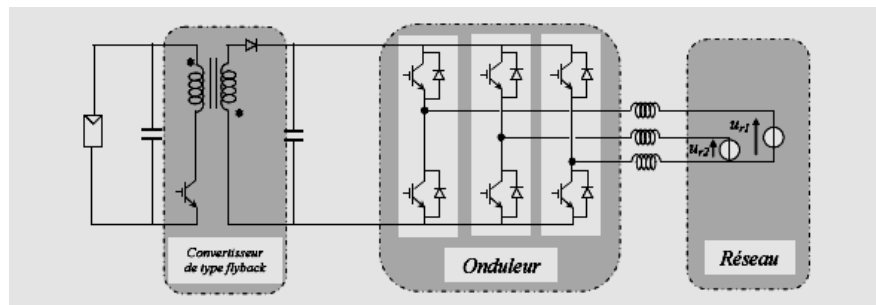 u_r1
u_r2
Convertisseur
de type flyback
Onduleur
Réseau